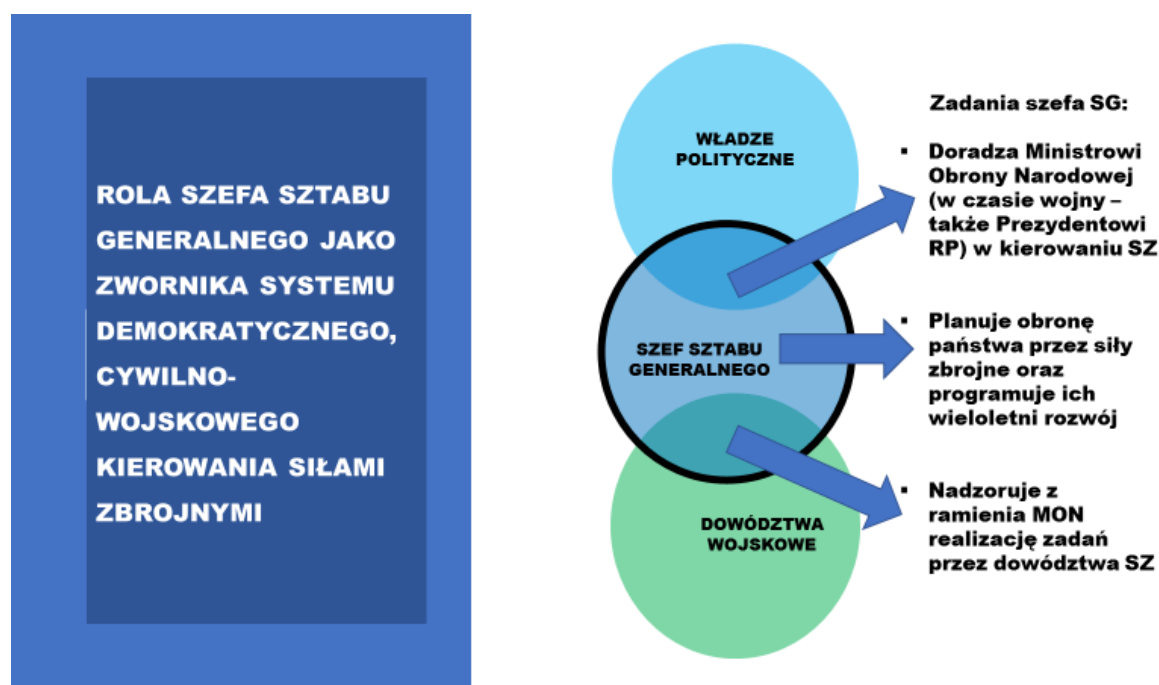 ROLA SZEFA SZTABU
GENERALNEGO JAKO
ZWORNIKA SYSTEMU
DEMOKRATYCZNEGO,
CYWILNO-
WOJSKOWEGO
KIEROWANIA SIŁAMI
ZBROJNYMI
WŁADZE
POLITYCZNE
SZEF SZTABU
GENERALNEGO
DOWÓDZTWA
WOJSKOWE
Zadania szefa SG:
▪ Doradza Ministrowi
Obrony Narodowej
(w czasie wojny –
także Prezydentowi
RP) w kierowaniu SZ
▪ Planuje obronę
państwa przez siły
zbrojne oraz
programuje ich
wieloletni rozwój
▪ Nadzoruje z
ramienia MON
realizację zadań
przez dowództwa SZ